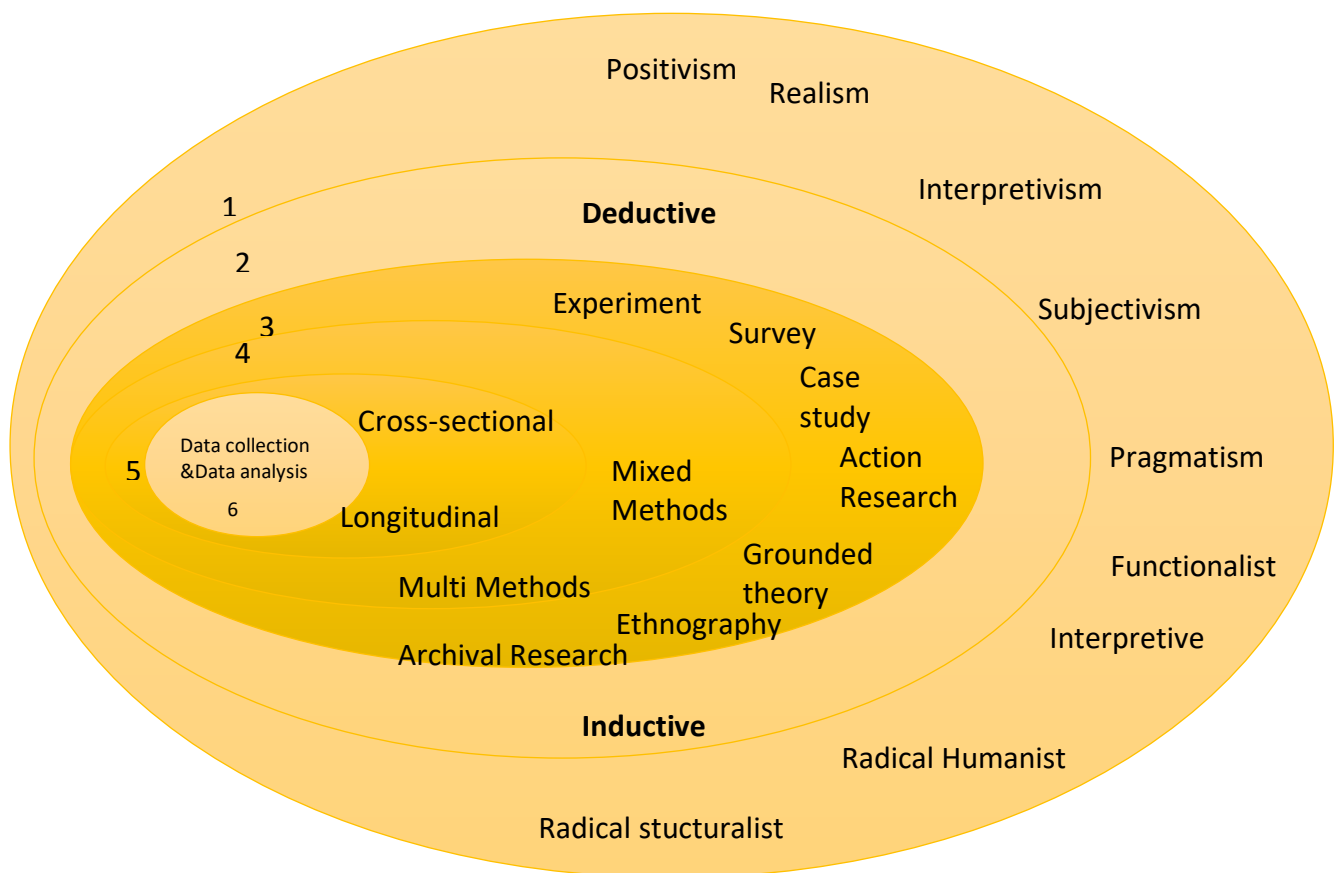 Positivism
Realism
Interpretivism
1
Deductive
2
Experiment
Subjectivism
3
Survey
4
Case
study
Cross-sectional
Data collection
&Data analysis
5
Action
Research
Pragmatism
Mixed
Methods
6
Longitudinal
Grounded
theory
Functionalist
Multi Methods
Ethnography
Interpretive
Archival Research
Inductive
Radical Humanist
Radical stucturalist